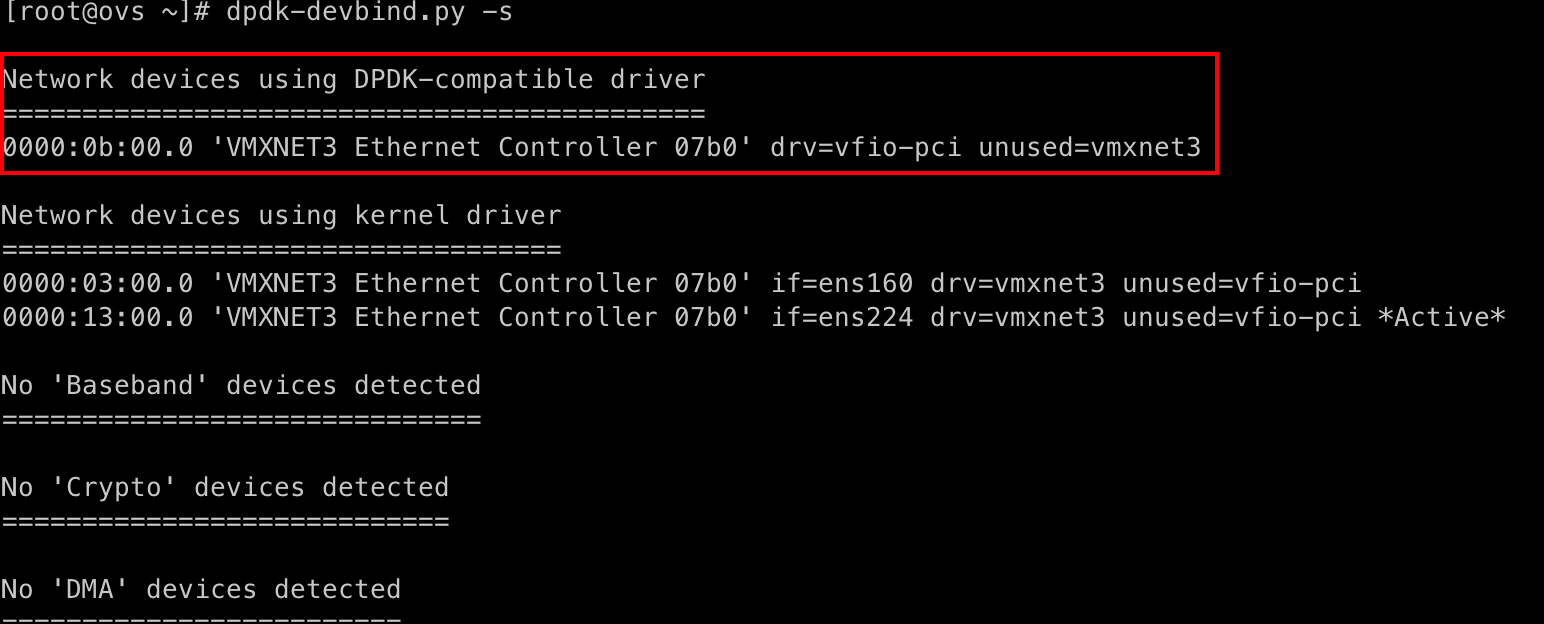 [root@ovs ~]# dpdk-devbind.py -s
Network devices using DPDK-compatible driver
============================================
0000:0b:00.0 'VMXNET3 Ethernet Controller 07b0' drv=vfio-pci unused=vmxnet3
Network devices using kernel driver
===================================
0000:03:00.0 'VMXNET3 Ethernet Controller 07b0' if=ens160 drv=vmxnet3 unused=vfio-pci
0000:13:00.0 'VMXNET3 Ethernet Controller 07b0' if=ens224 drv=vmxnet3 unused=vfio-pci *Active*
No 'Baseband' devices detected
==============================
No 'Crypto' devices detected
============================
No 'DMA' devices detected
=========================